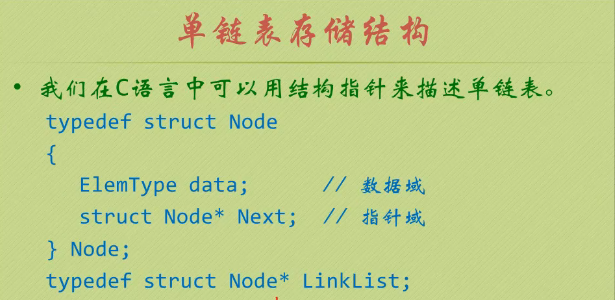 单链表存储结构
• 我们在C语言中可以用结构指针来描述单链表。
typedef struct Node
{
ElemType data; // 数据域
struct Node* Next; // 指针域
} Node;
typedef struct Node* LinkList;